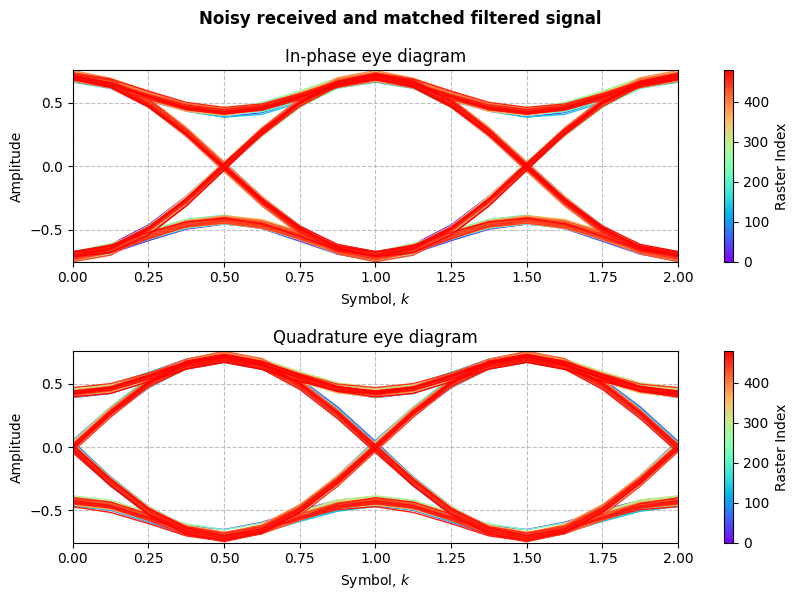 Noisy received and matched filtered signal
In-phase eye diagram
Amplitude
0.5
0.0
−0.5
0.00 0.25 0.50 0.75 1.00 1.25 1.50 1.75 2.00
Symbol, k
400
300
200
100
0
Raster Index
Quadrature eye diagram
Amplitude
0.5
0.0
−0.5
0.00 0.25 0.50 0.75 1.00 1.25 1.50 1.75 2.00
Symbol, k
400
300
200
100
0
Raster Index